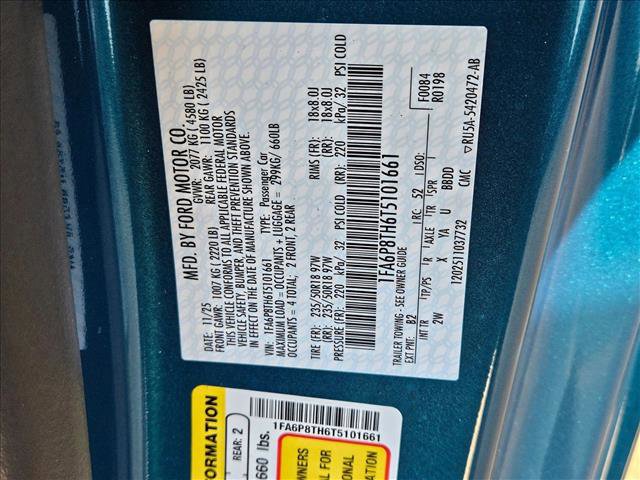 MFD. BY FORD MOTOR CO.
DATE: 11/25 GVWR: 2077 KG ( 4580 LB)
FRONT GAWR: 1007 KG ( 2220 LB) REAR GAWR: 1100 KG ( 2425 LB)
THIS VEHICLE CONFORMS TO ALL APPLICABLE FEDERAL MOTOR
VEHICLE SAFETY, BUMPER, AND THEFT PREVENTION STANDARDS
IN EFFECT ON THE DATE OF MANUFACTURE SHOWN ABOVE.
VIN: 1FA6P8TH6T5101661 TYPE: Passenger Car
MAXIMUM LOAD = OCCUPANTS + LUGGAGE = 299KG/ 660LB
OCCUPANTS = 4 TOTAL: 2 FRONT, 2 REAR
TIRE (FR): 235/50R18 97W RIMS (FR): 18x8.0J
(RR): 235/50R18 97W (RR): 18x8.0J
PRESSURE (FR): 220 kPa/ 32 PSI COLD (RR): 220 kPa/ 32 PSI COLD
1FA6P8TH6T5101661
TRAILER TOWING - SEE OWNER GUIDE F0084
R0198
EXT PNT: B2 RC: 52 DSO:
INT TR TP/PS R AXLE TR SPR
2W X YA U BBDD
12025T1037732 CMC ▽RU5A-5420472-AB
FORMATION
1FA6P8TH6T5101661
REAR: 2
660 lbs.
OWNERS